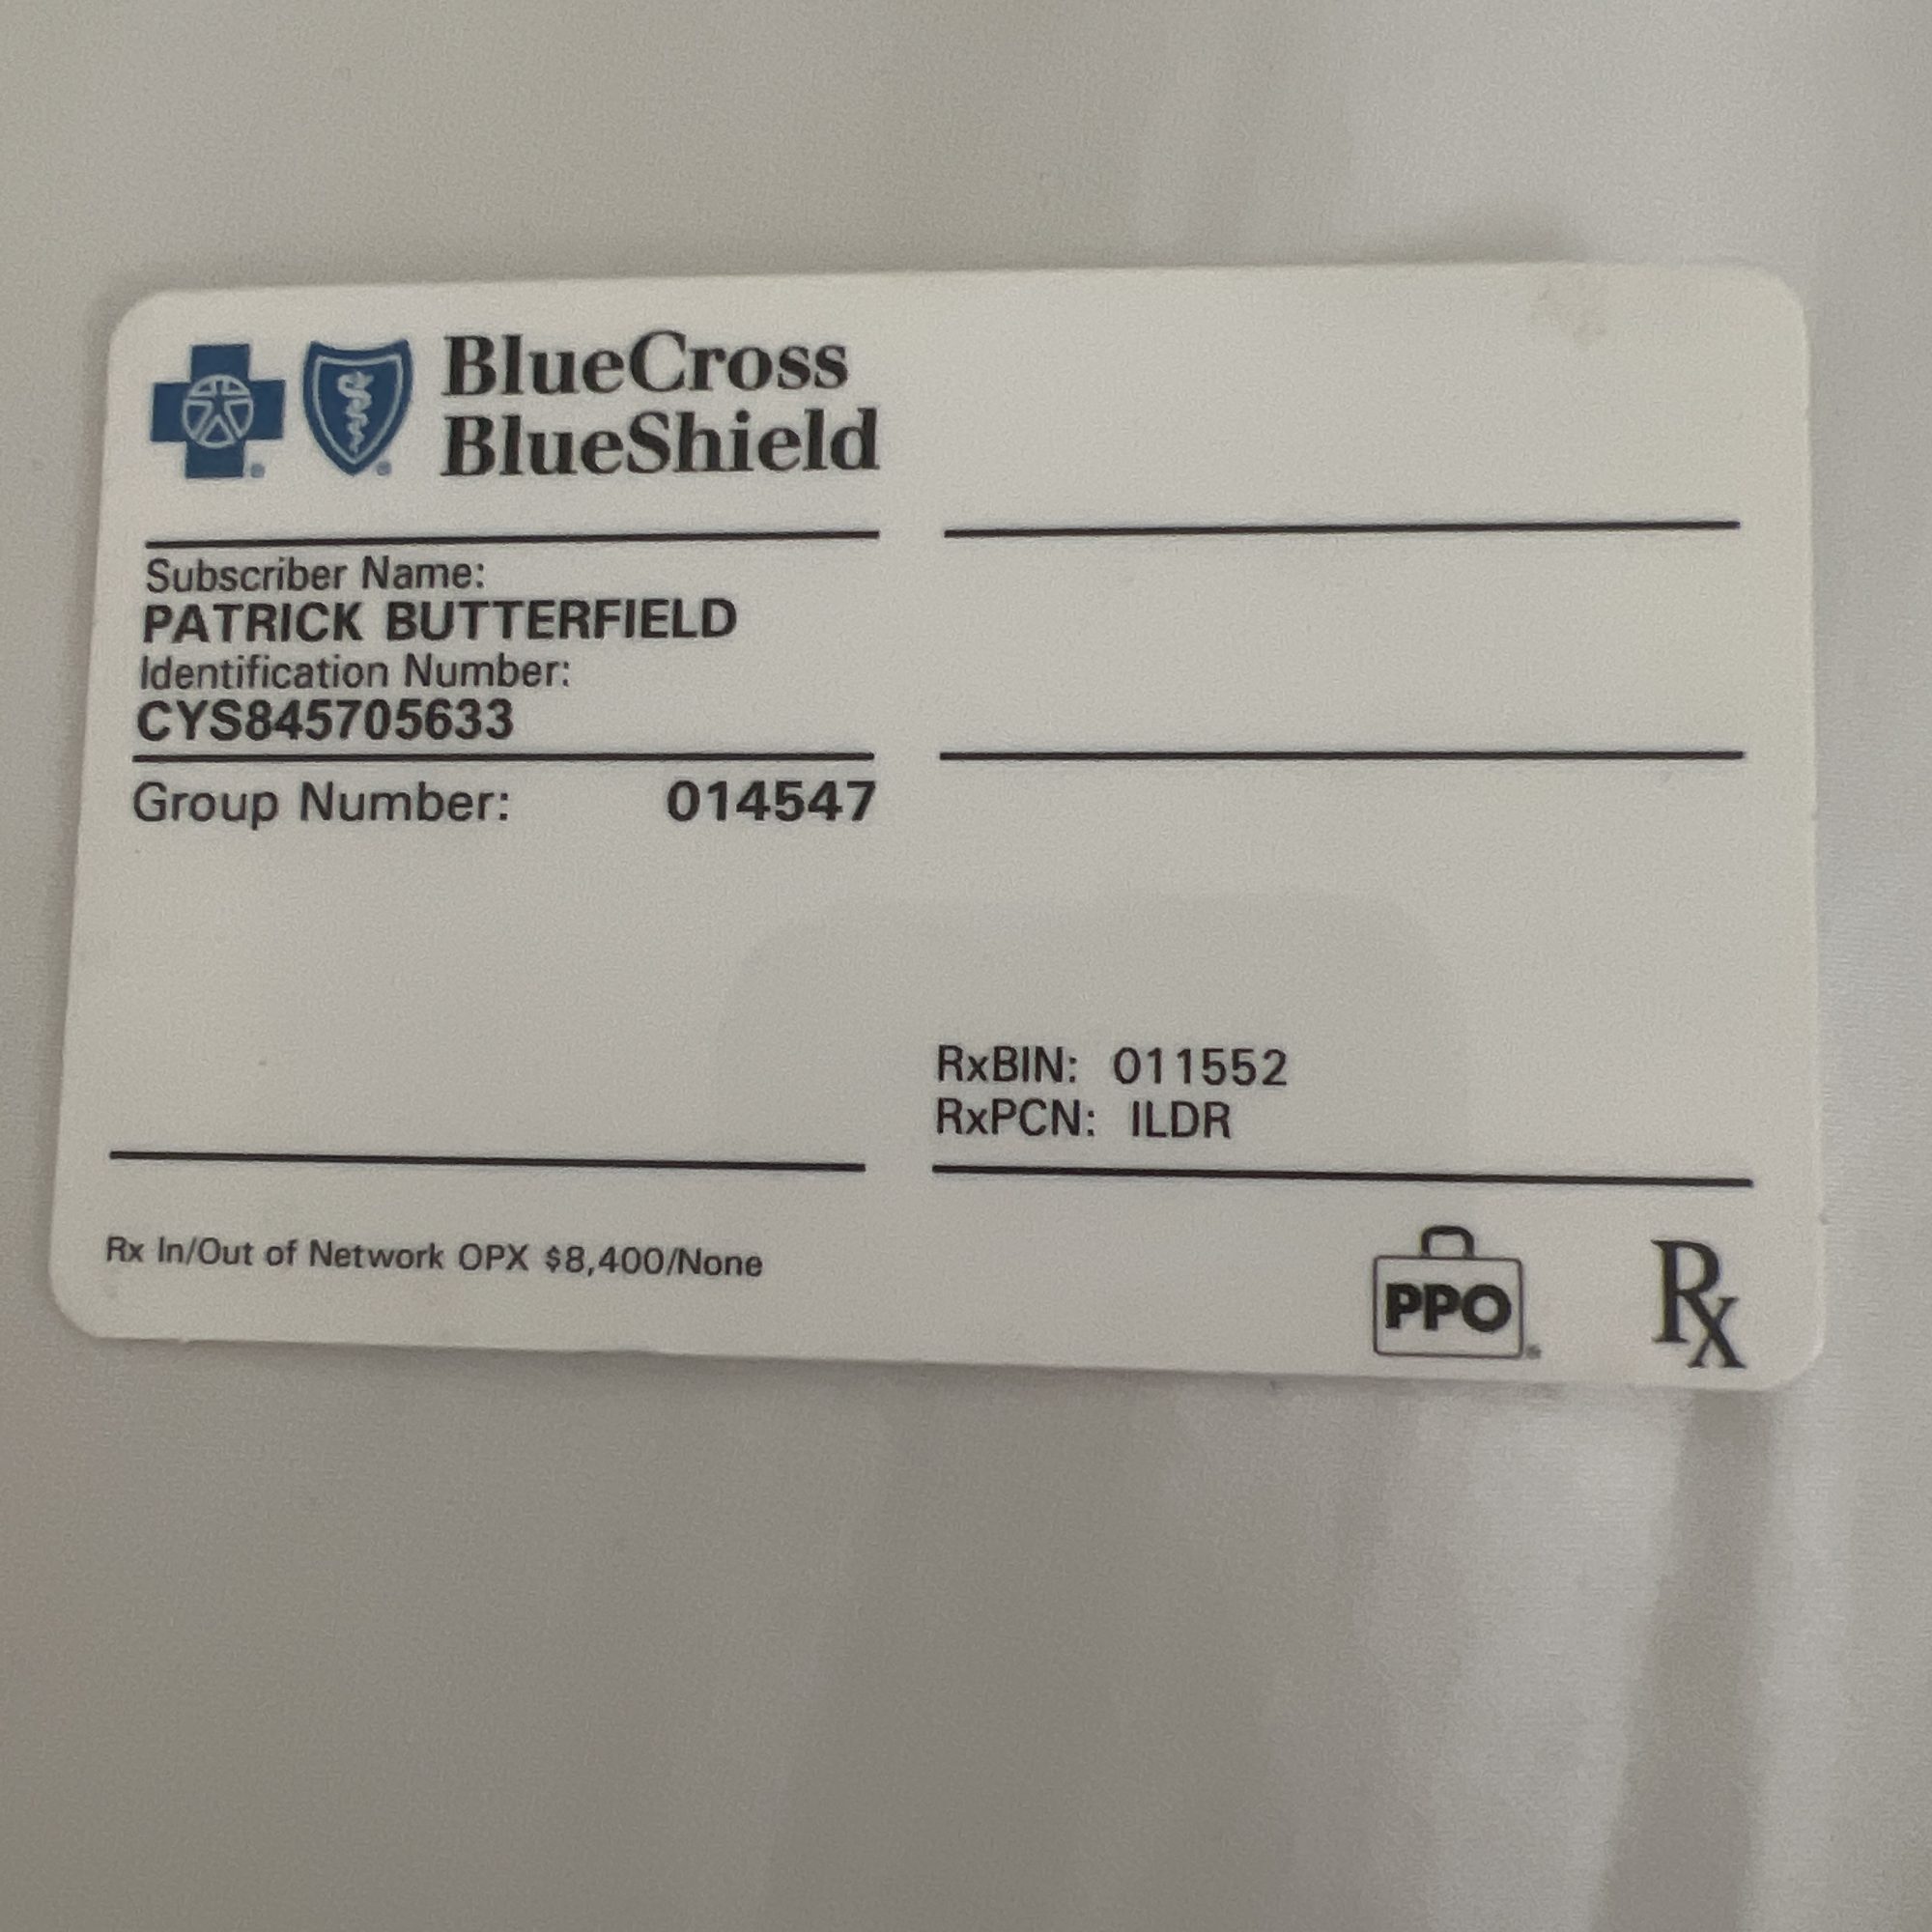 BlueCross
BlueShield
Subscriber Name:
PATRICK BUTTERFIELD
Identification Number:
CYS845705633
Group Number: 014547
RxBIN: 011552
RxPCN: ILDR
Rx In/Out of Network OPX $8,400/None
PPO
Rx